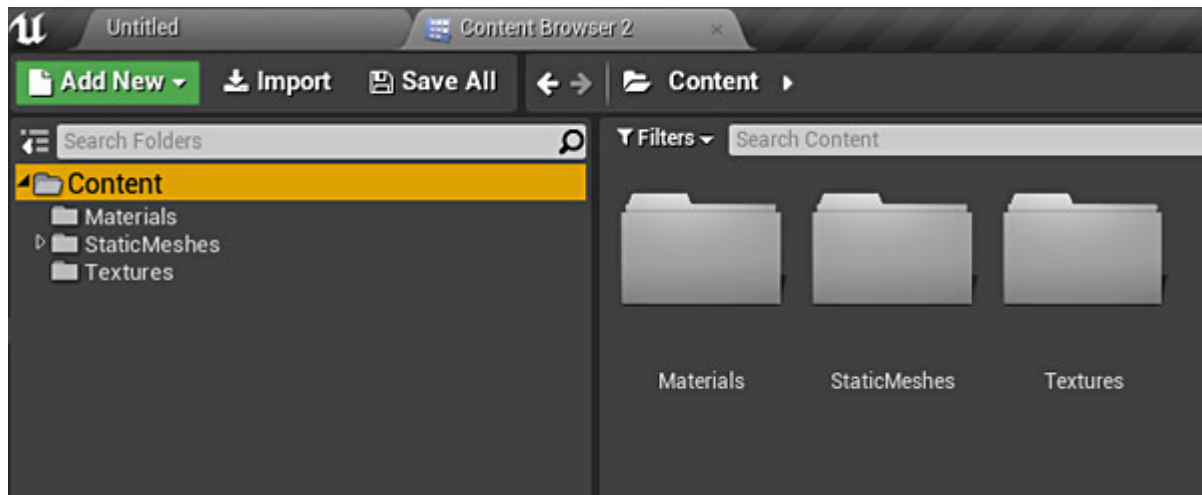 Untitled
Content Browser 2
Add New Import Save All Content
Search Folders
Content
Materials
StaticMeshes
Textures
Filters Search Content
Materials StaticMeshes Textures